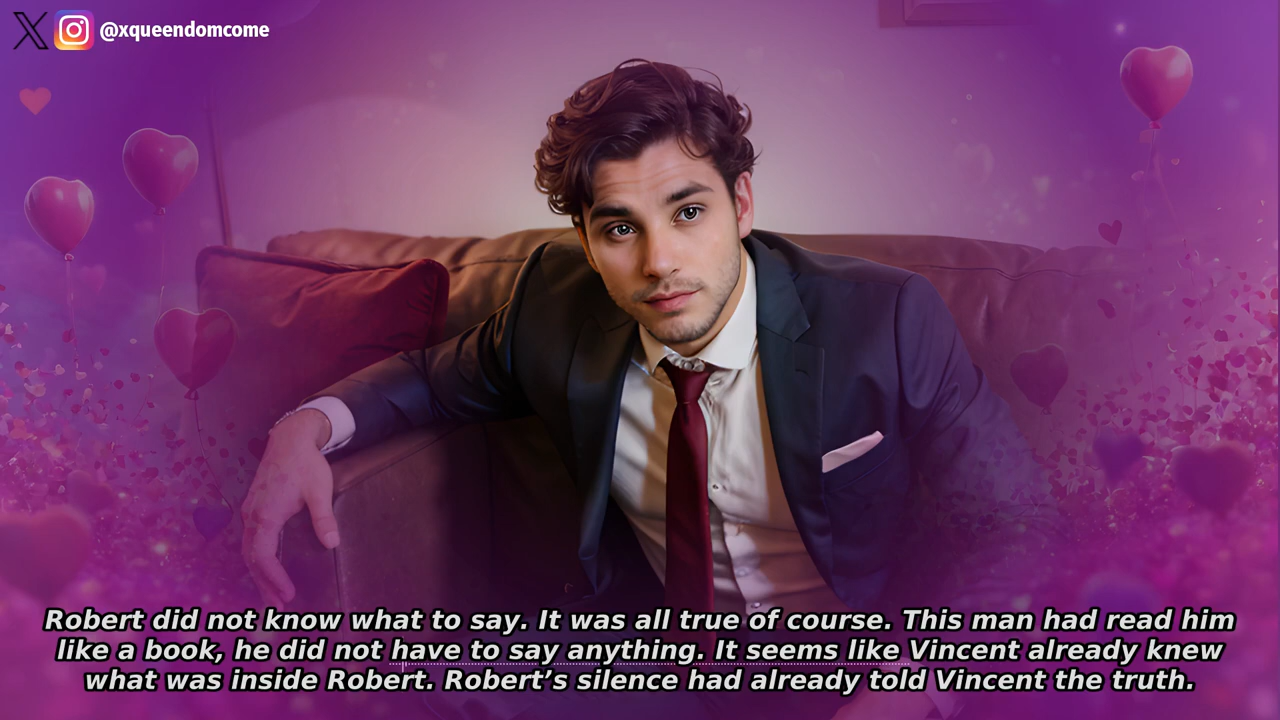 @xqueendomcome
Robert did not know what to say. It was all true of course. This man had read him
like a book, he did not have to say anything. It seems like Vincent already knew
what was inside Robert. Robert’s silence had already told Vincent the truth.